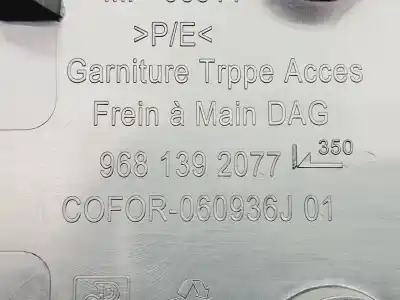 >P/E<
Garniture Trppe Acces
Frein à Main DAG
968 139 2077 350
COFOR-060936J 01